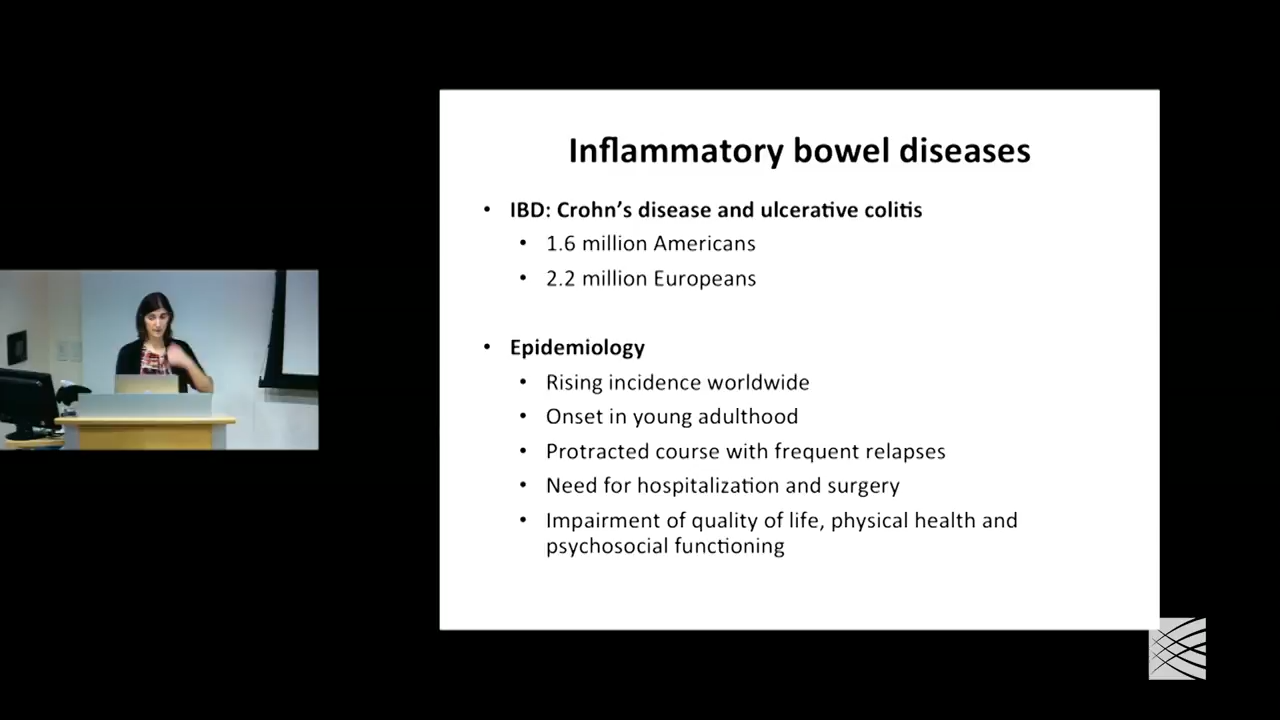 Inflammatory bowel diseases
• IBD: Crohn's disease and ulcerative colitis
• 1.6 million Americans
• 2.2 million Europeans
• Epidemiology
• Rising incidence worldwide
• Onset in young adulthood
• Protracted course with frequent relapses
• Need for hospitalization and surgery
• Impairment of quality of life, physical health and
psychosocial functioning